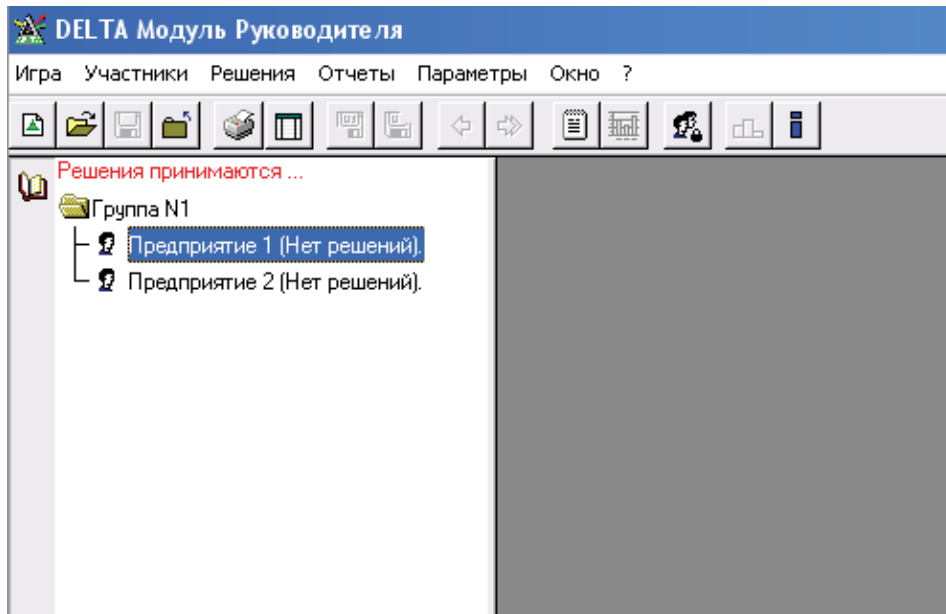 DELTA Модуль Руководителя
Игра Участники Решения Отчеты Параметры Окно ?
Решения принимаются ...
Группа N1
Предприятие 1 (Нет решений).
Предприятие 2 (Нет решений).